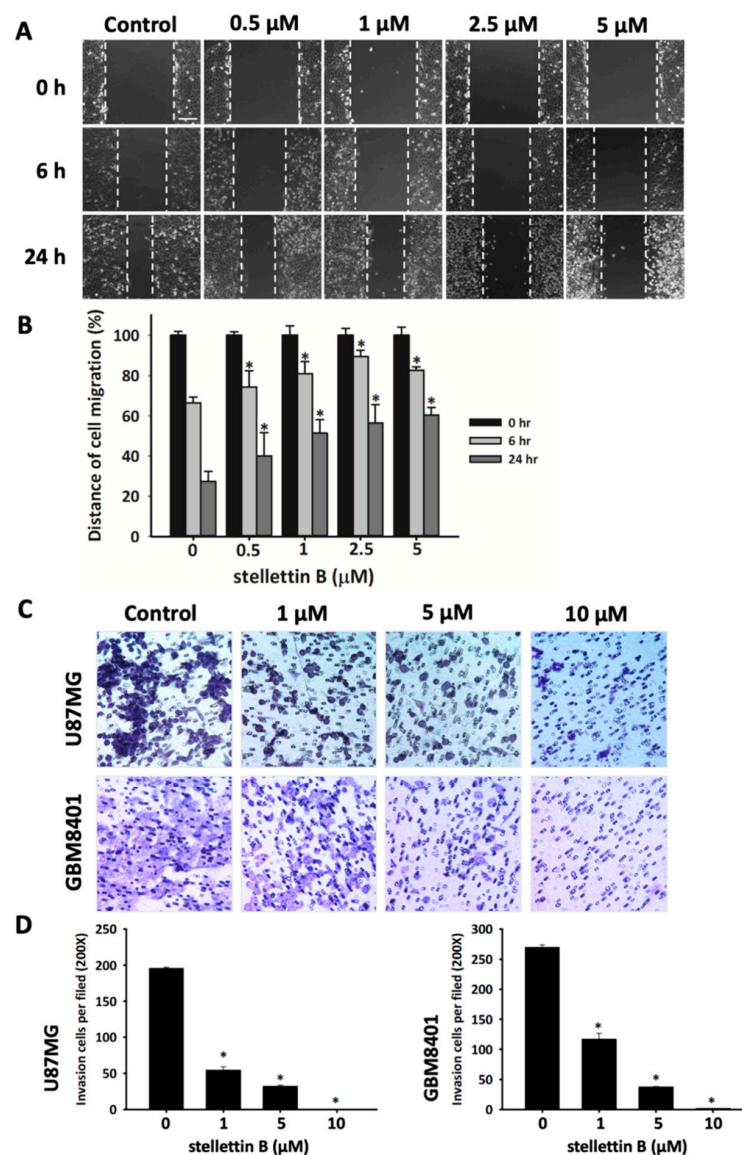 A
Control 0.5 µM 1 µM 2.5 µM 5 µM
0 h
6 h
24 h
B
Distance of cell migration (%)
100
80
60
40
20
0
* * * *
* * * *
0 hr
6 hr
24 hr
0 0.5 1 2.5 5
stellettin B (µM)
C
Control 1 µM 5 µM 10 µM
U87MG
GBM8401
D
U87MG
Invasion cells per filed (200X)
250
200
150
100
50
0
* * *
0 1 5 10
stellettin B (µM)
GBM8401
Invasion cells per filed (200X)
300
250
200
150
100
50
0
* * *
0 1 5 10
stellettin B (µM)